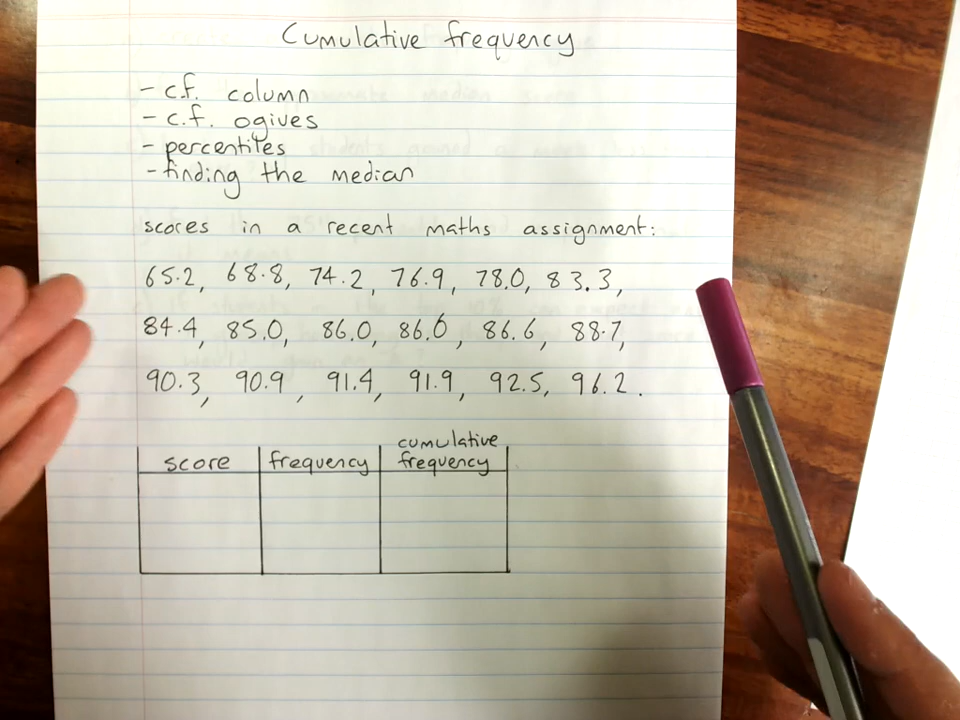 Cumulative frequency
- c.f. column
- c.f. ogives
- percentiles
- finding the median
scores in a recent maths assignment:
65.2, 68.8, 74.2, 76.9, 78.0, 83.3,
84.4, 85.0, 86.0, 86.0, 86.6, 88.7,
90.3, 90.9, 91.4, 91.9, 92.5, 96.2.
score frequency cumulative frequency